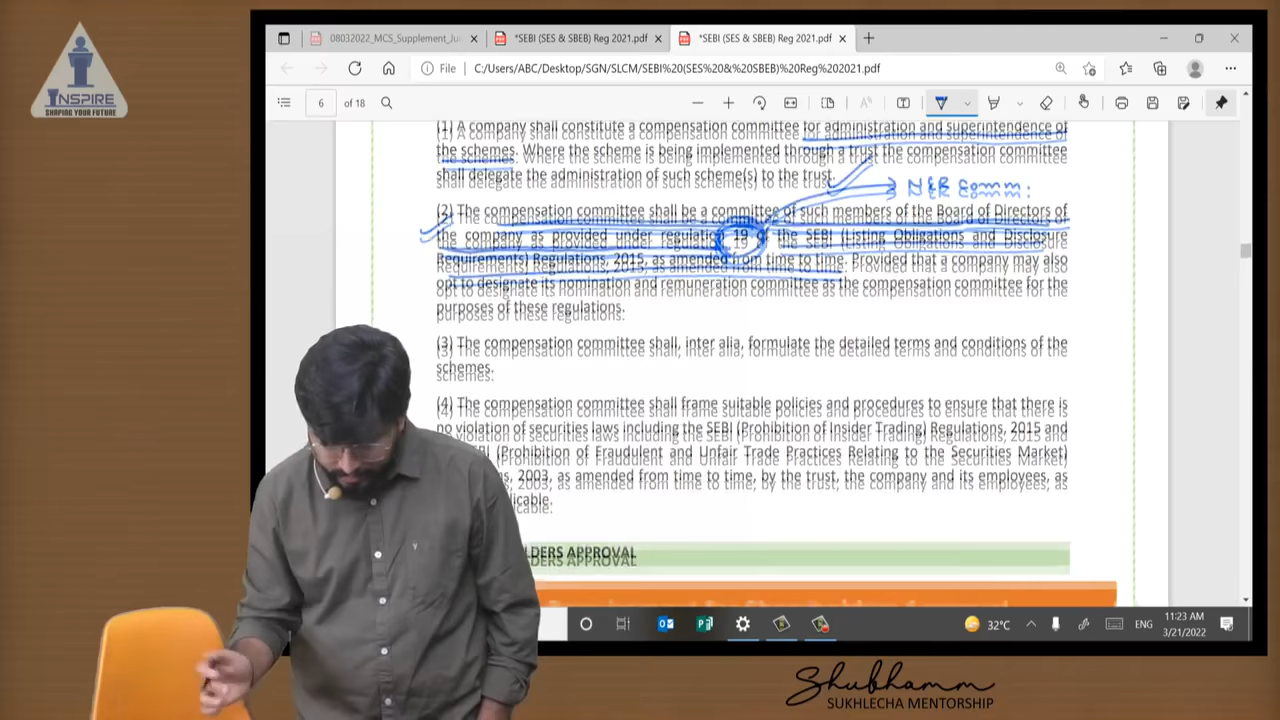 INSPIRE
SHAPING YOUR FUTURE
08032022_MCS_Supplement_Ju
*SEBI (SES & SBEB) Reg 2021.pdf
*SEBI (SES & SBEB) Reg 2021.pdf
File
C:/Users/ABC/Desktop/SGN/SLCM/SEBI%20(SES%20&%20SBEB)%20Reg%202021.pdf
6 of 18
(1) A company shall constitute a compensation committee for administration and superintendence of
the schemes. Where the scheme is being implemented through a trust the compensation committee
shall delegate the administration of such scheme(s) to the trust.
N&R Comm:
(2) The compensation committee shall be a committee of such members of the Board of Directors of
the company as provided under regulation 19 of the SEBI (Listing Obligations and Disclosure
Requirements) Regulations, 2015, as amended from time to time. Provided that a company may also
opt to designate its nomination and remuneration committee as the compensation committee for the
purposes of these regulations.
(3) The compensation committee shall, inter alia, formulate the detailed terms and conditions of the
schemes.
(4) The compensation committee shall frame suitable policies and procedures to ensure that there is
no violation of securities laws including the SEBI (Prohibition of Insider Trading) Regulations, 2015 and
(Prohibition of Fraudulent and Unfair Trade Practices Relating to the Securities Market)
2003, as amended from time to time, by the trust, the company and its employees, as
LDERS APPROVAL
32°C
ENG
11:23 AM
3/21/2022
Shubhamm
SUKHLECHA MENTORSHIP